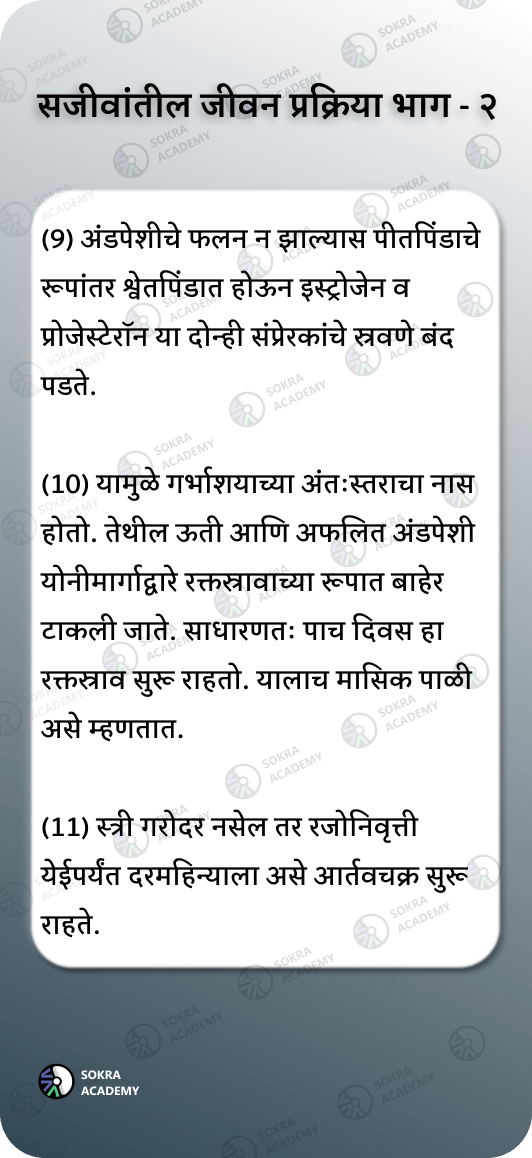 सजीवांतील जीवन प्रक्रिया भाग - २
(9) अंडपेशीचे फलन न झाल्यास पीतपिंडाचे
रूपांतर श्वेतपिंडात होऊन इस्ट्रोजेन व
प्रोजेस्टेरॉन या दोन्ही संप्रेरकांचे स्रवणे बंद
पडते.
(10) यामुळे गर्भाशयाच्या अंतःस्तराचा नास
होतो. तेथील ऊती आणि अफलित अंडपेशी
योनीमार्गाद्वारे रक्तस्रावाच्या रूपात बाहेर
टाकली जाते. साधारणतः पाच दिवस हा
रक्तस्राव सुरू राहतो. यालाच मासिक पाळी
असे म्हणतात.
(11) स्त्री गरोदर नसेल तर रजोनिवृत्ती
येईपर्यंत दरमहिन्याला असे आर्तवचक्र सुरू
राहते.
SOKRA
ACADEMY